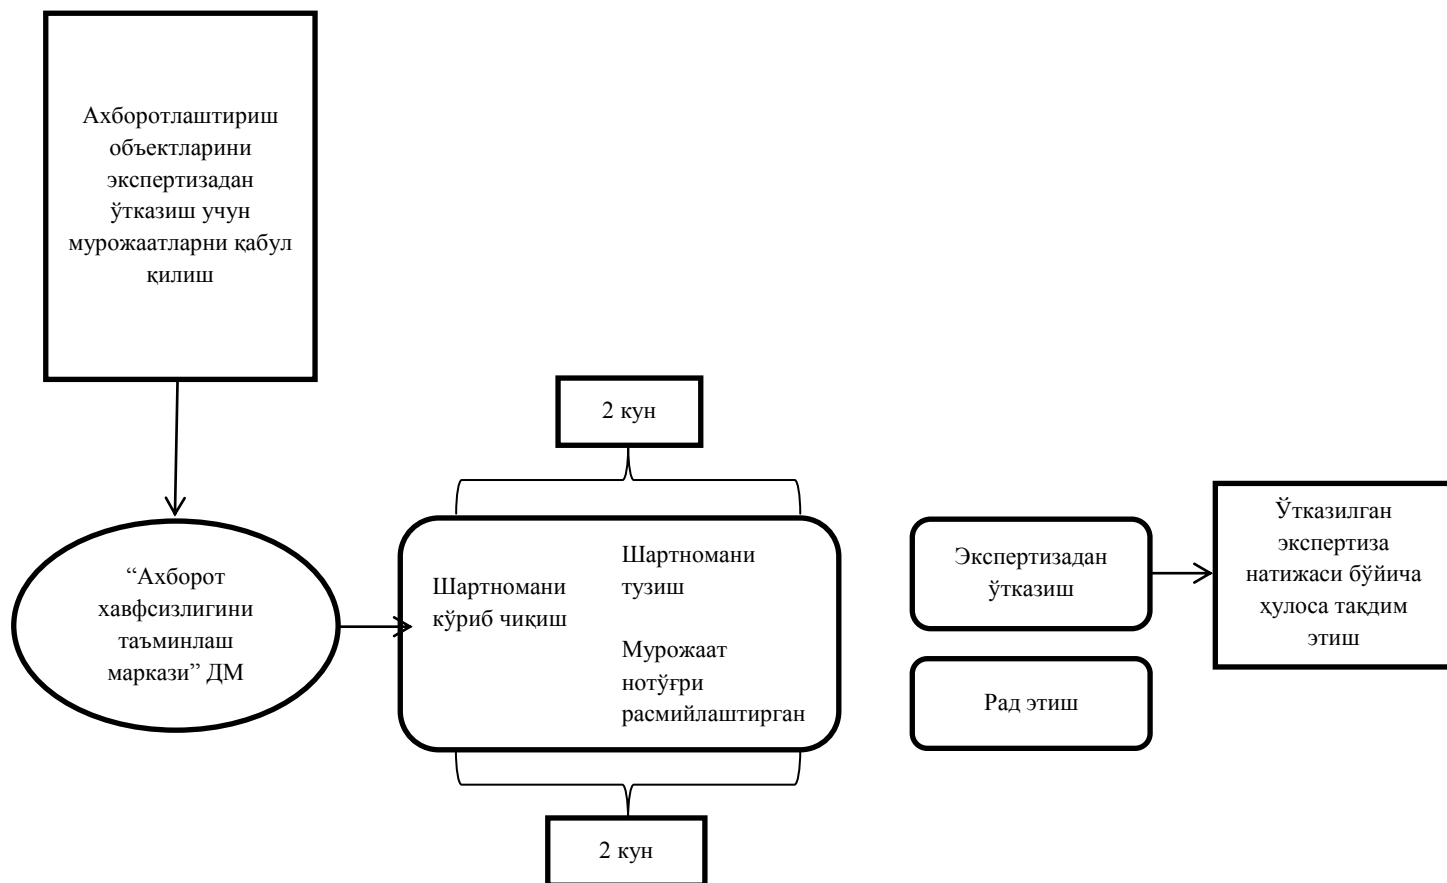 Ахборотлаштириш
объектларини
экспертизадан
ўтказиш учун
мурожаатларни қабул
қилиш
“Ахборот
хавфсизлигини
таъминлаш
маркази” ДМ
2 кун
Шартномани
кўриб чиқиш
Шартномани
тузиш
Мурожаат
нотўғри
расмийлаштирган
2 кун
Экспертизадан
ўтказиш
Рад этиш
Ўтказилган
экспертиза
натижаси бўйича
ҳулоса тақдим
этиш